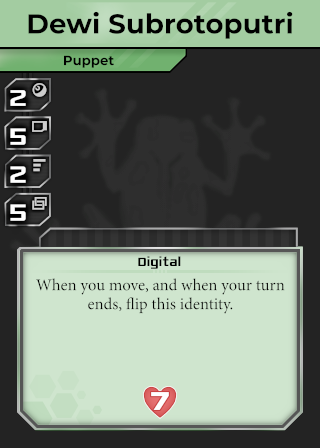 Dewi Subrotoputri
Puppet
2
5
2
5
Digital
When you move, and when your turn
ends, flip this identity.
7